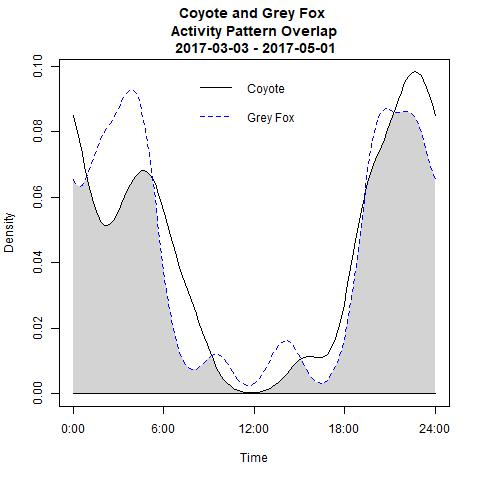 Coyote and Grey Fox
Activity Pattern Overlap
2017-03-03 - 2017-05-01
Coyote
Grey Fox
Density
0.10
0.08
0.06
0.04
0.02
0.00
0:00 6:00 12:00 18:00 24:00
Time